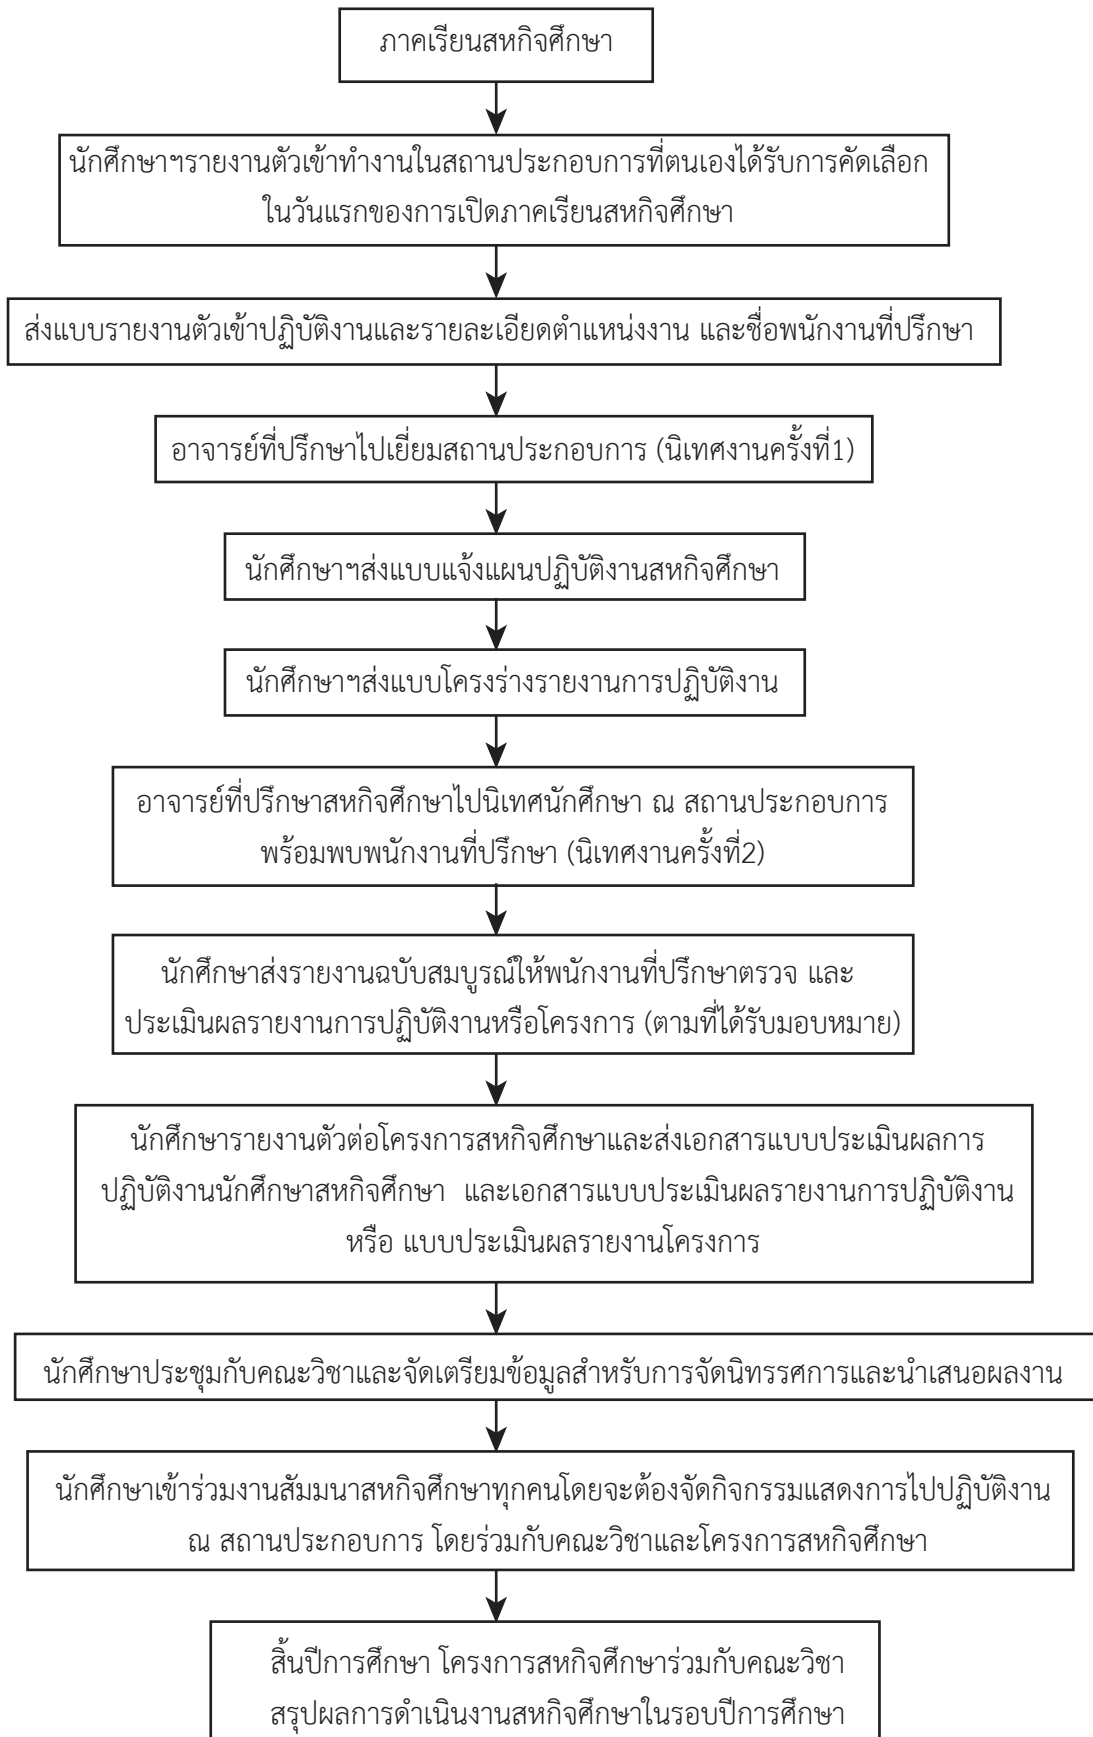 ภาคเรียนสหกิจศึกษา
นักศึกษาฯรายงานตัวเข้าทำงานในสถานประกอบการที่ตนเองได้รับการคัดเลือก
ในวันแรกของการเปิดภาคเรียนสหกิจศึกษา
ส่งแบบรายงานตัวเข้าปฏิบัติงานและรายละเอียดตำแหน่งงาน และชื่อพนักงานที่ปรึกษา
อาจารย์ที่ปรึกษาไปเยี่ยมสถานประกอบการ (นิเทศงานครั้งที่1)
นักศึกษาฯส่งแบบแจ้งแผนปฏิบัติงานสหกิจศึกษา
นักศึกษาฯส่งแบบโครงร่างรายงานการปฏิบัติงาน
อาจารย์ที่ปรึกษาสหกิจศึกษาไปนิเทศนักศึกษา ณ สถานประกอบการ
พร้อมพบพนักงานที่ปรึกษา (นิเทศงานครั้งที่2)
นักศึกษาส่งรายงานฉบับสมบูรณ์ให้พนักงานที่ปรึกษาตรวจ และ
ประเมินผลรายงานการปฏิบัติงานหรือโครงการ (ตามที่ได้รับมอบหมาย)
นักศึกษารายงานตัวต่อโครงการสหกิจศึกษาและส่งเอกสารแบบประเมินผลการ
ปฏิบัติงานนักศึกษาสหกิจศึกษา และเอกสารแบบประเมินผลรายงานการปฏิบัติงาน
หรือ แบบประเมินผลรายงานโครงการ
นักศึกษาประชุมกับคณะวิชาและจัดเตรียมข้อมูลสำหรับการจัดนิทรรศการและนำเสนอผลงาน
นักศึกษาเข้าร่วมงานสัมมนาสหกิจศึกษาทุกคนโดยจะต้องจัดกิจกรรมแสดงการไปปฏิบัติงาน
ณ สถานประกอบการ โดยร่วมกับคณะวิชาและโครงการสหกิจศึกษา
สิ้นปีการศึกษา โครงการสหกิจศึกษาร่วมกับคณะวิชา
สรุปผลการดำเนินงานสหกิจศึกษาในรอบปีการศึกษา